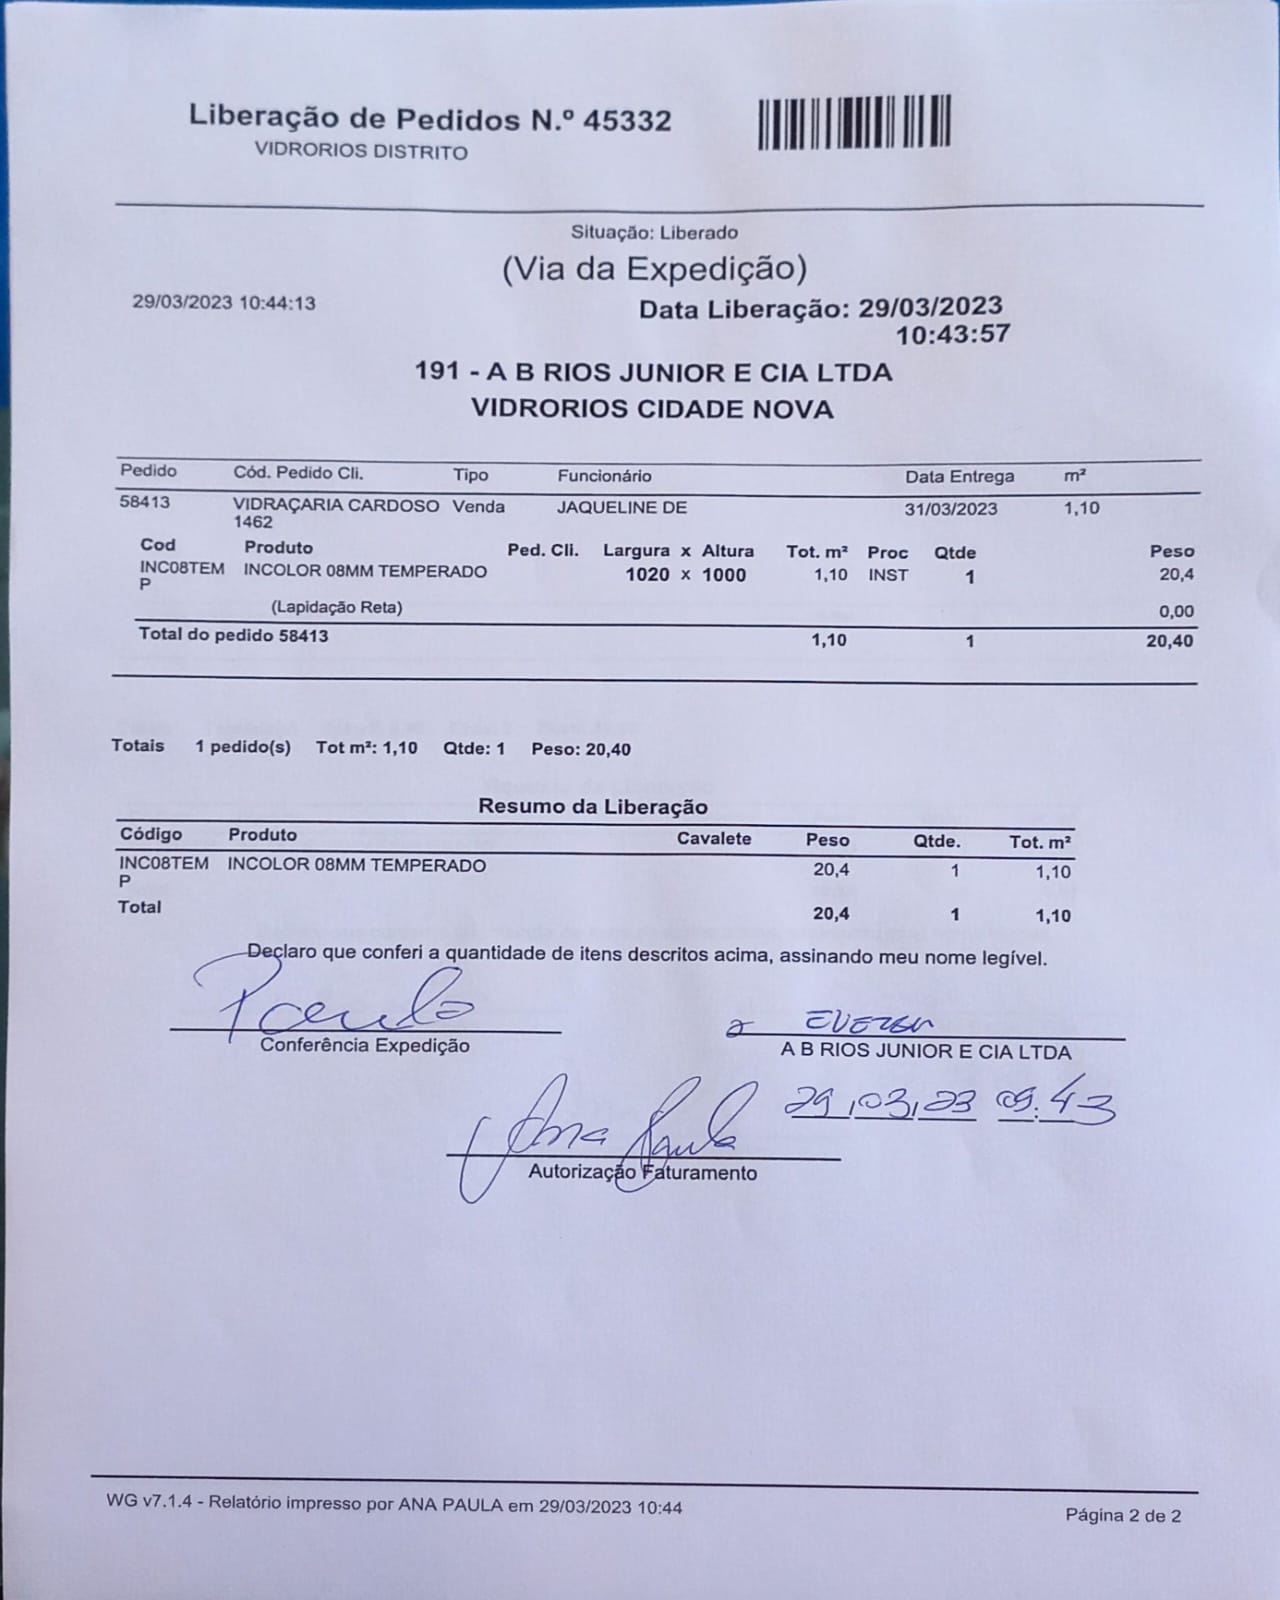 Liberação de Pedidos N.º 45332
VIDRORIOS DISTRITO
Situação: Liberado
(Via da Expedição)
29/03/2023 10:44:13
Data Liberação: 29/03/2023
10:43:57
191 - A B RIOS JUNIOR E CIA LTDA
VIDRORIOS CIDADE NOVA
Pedido Cód. Pedido Cli. Tipo Funcionário Data Entrega m²
58413 VIDRAÇARIA CARDOSO Venda JAQUELINE DE 31/03/2023 1,10
1462
Cod Produto Ped. Cli. Largura x Altura Tot. m² Proc Qtde Peso
INC08TEM INCOLOR 08MM TEMPERADO 1020 x 1000 1,10 INST 1 20,4
P
(Lapidação Reta) 0,00
Total do pedido 58413 1,10 1 20,40
Totais 1 pedido(s) Tot m²: 1,10 Qtde: 1 Peso: 20,40
Resumo da Liberação
Código Produto Cavalete Peso Qtde. Tot. m²
INC08TEM INCOLOR 08MM TEMPERADO 20,4 1 1,10
P
Total 20,4 1 1,10
Declaro que conferi a quantidade de itens descritos acima, assinando meu nome legível.
Paulo
Conferência Expedição
A B RIOS JUNIOR E CIA LTDA
29,03,23 09:43
Ana Paula
Autorização Faturamento
WG v7.1.4 - Relatório impresso por ANA PAULA em 29/03/2023 10:44
Página 2 de 2